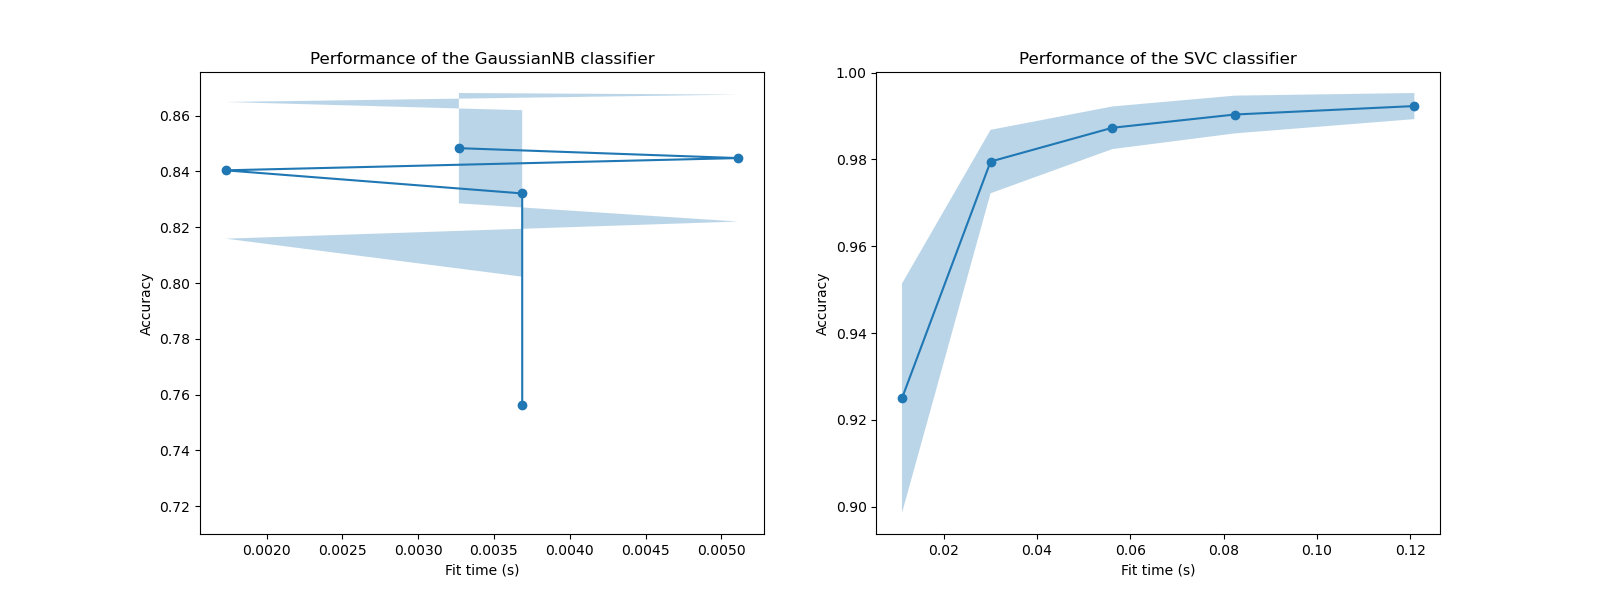 Performance of the GaussianNB classifier
Accuracy
0.86
0.84
0.82
0.80
0.78
0.76
0.74
0.72
0.0020 0.0025 0.0030 0.0035 0.0040 0.0045 0.0050
Fit time (s)
Performance of the SVC classifier
Accuracy
1.00
0.98
0.96
0.94
0.92
0.90
0.02 0.04 0.06 0.08 0.10 0.12
Fit time (s)